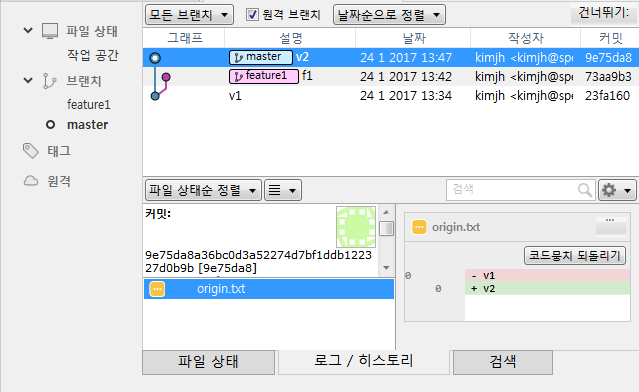 파일 상태
작업 공간
브랜치
feature1
master
태그
원격
모든 브랜치 원격 브랜치 날짜순으로 정렬 건너뛰기:
그래프 설명 날짜 작성자 커밋
master v2 24 1 2017 13:47 kimjh <kimjh@spe 9e75da8
feature1 f1 24 1 2017 13:42 kimjh <kimjh@spe 73aa9b3
v1 24 1 2017 13:34 kimjh <kimjh@spe 23fa160
파일 상태순 정렬 검색
커밋:
9e75da8a36bc0d3a52274d7bf1ddb1223
27d0b9b [9e75da8]
origin.txt
origin.txt
코드뭉치 되돌리기
0 - v1
0 + v2
파일 상태 로그 / 히스토리 검색